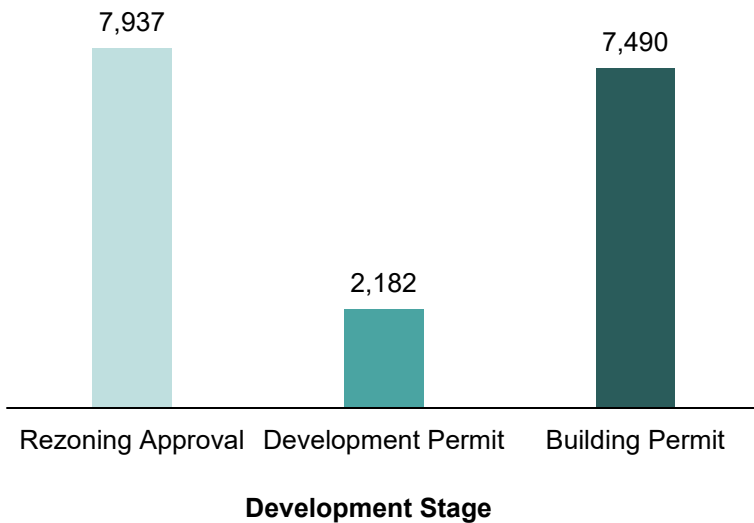 7,937
7,490
2,182
Rezoning Approval Development Permit Building Permit
Development Stage